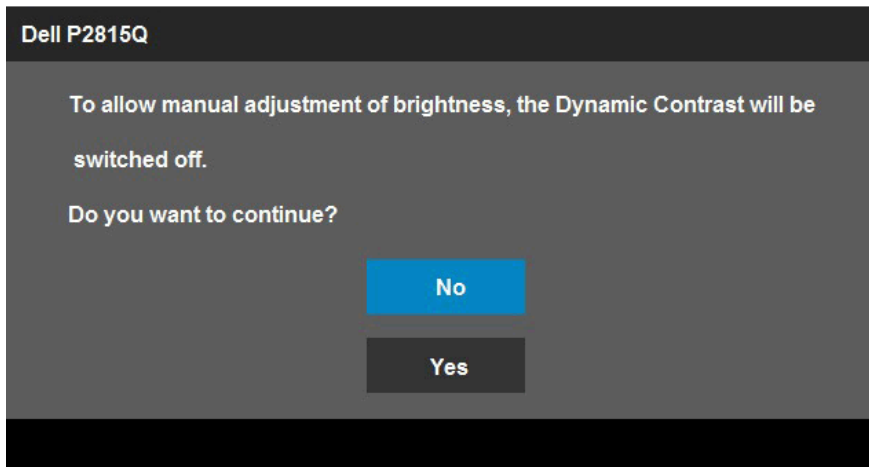 Dell P2815Q
To allow manual adjustment of brightness, the Dynamic Contrast will be
switched off.
Do you want to continue?
No
Yes